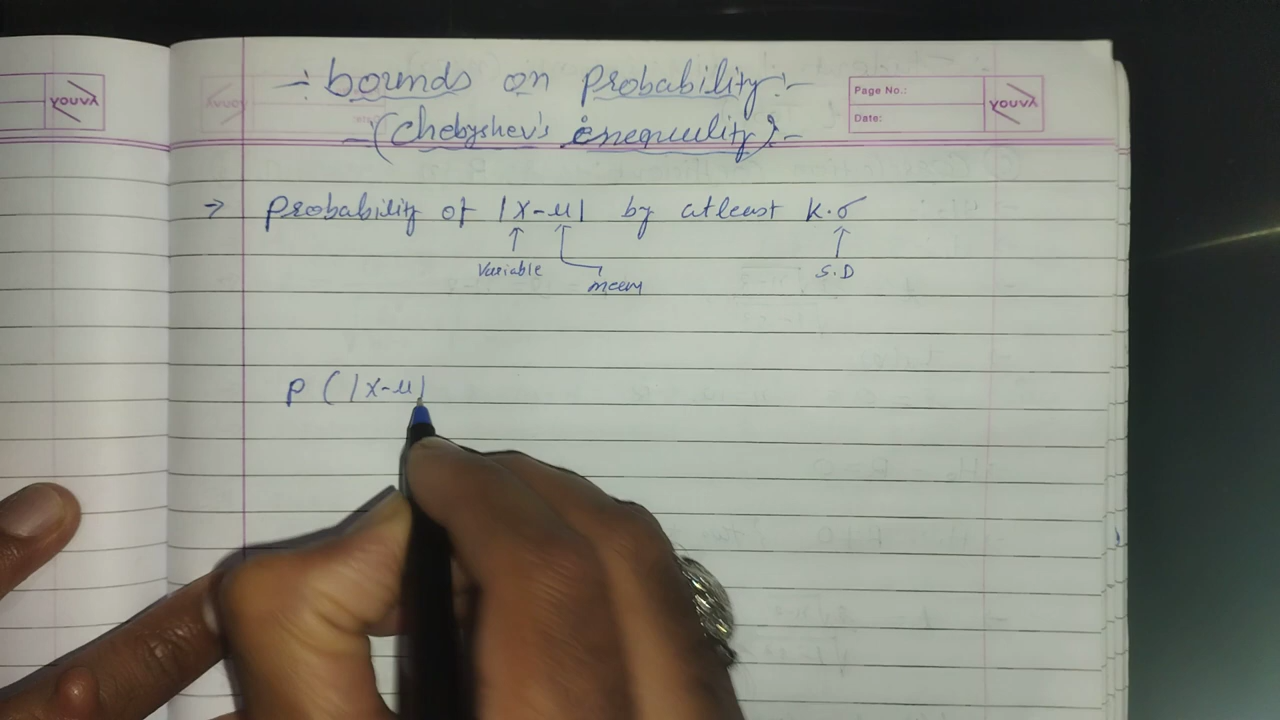 :- bounds on Probability :-
-(Chebyshev's inequality):-
Page No.:
Date:
YOUVA
YOUVA
→ Probability of |X-μ| by atleast K.σ
Variable
mean
S.D
P (|X-μ|